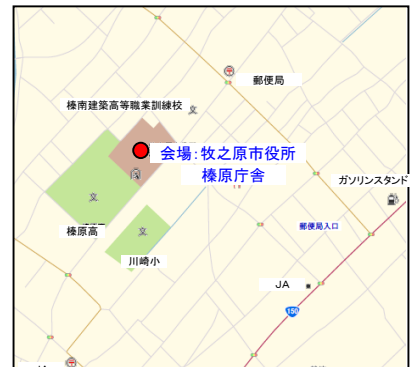 郵便局
榛南建築高等職業訓練校
会場:牧之原市役所
榛原庁舎
ガソリンスタンド
榛原高
郵便局入口
川崎小
JA
150